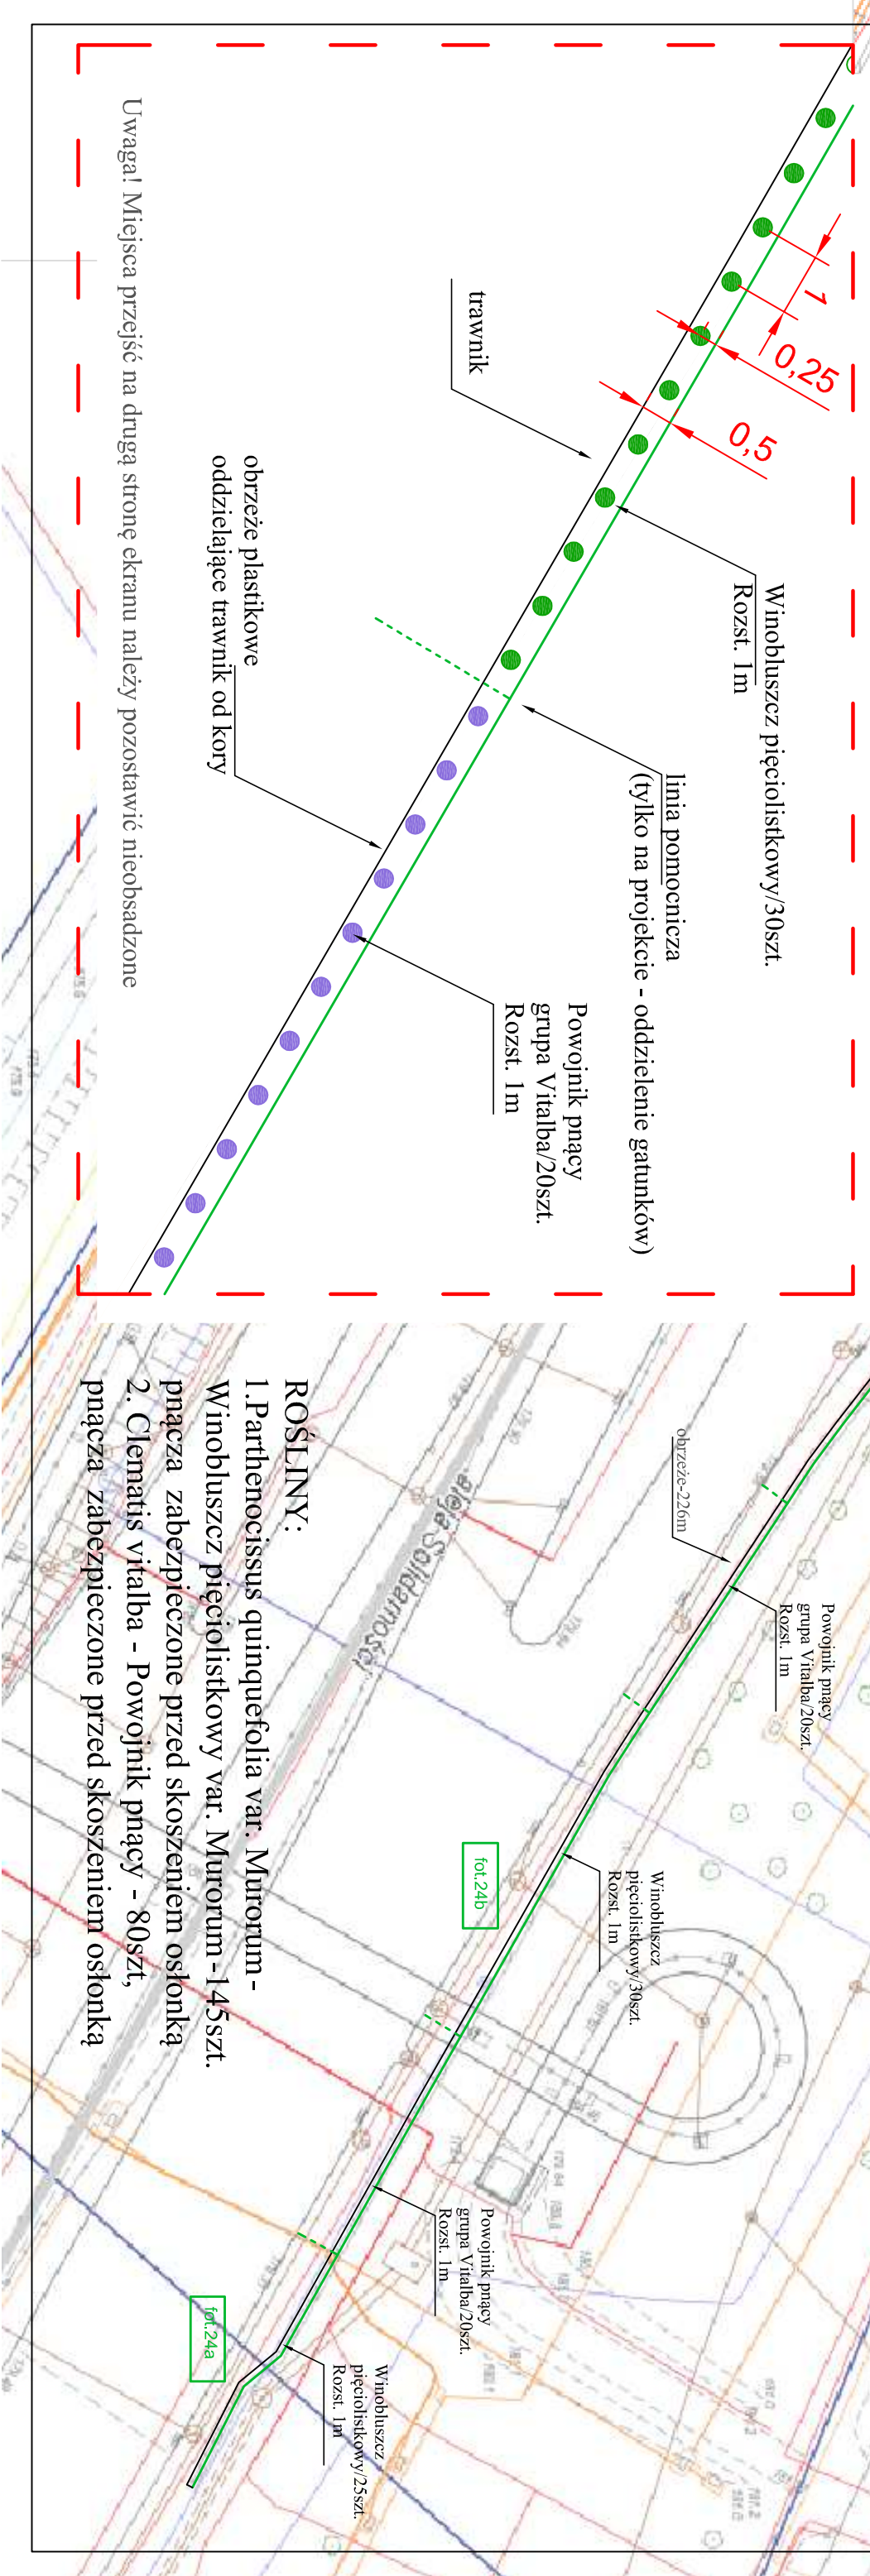 Uwaga! Miejsca przejść na drugą stronę ekranu należy pozostawić nieobsadzone
trawnik
1
0,25
0,5
Winobluszcz pięciolistkowy/30szt.
Rozst. 1m
linia pomocnicza
(tylko na projekcie - oddzielenie gatunków)
obrzeże plastikowe
oddzielające trawnik od kory
Powojnik pnący
grupa Vitalba/20szt.
Rozst. 1m
obrzeże-226m
Powojnik pnący
grupa Vitalba/20szt.
Rozst. 1m
aleja Solidarności
fot.24b
Winobluszcz
pięciolistkowy/30szt.
Rozst. 1m
Powojnik pnący
grupa Vitalba/20szt.
Rozst. 1m
fot.24a
Winobluszcz
pięciolistkowy/25szt.
Rozst. 1m
ROŚLINY:
1.Parthenocissus quinquefolia var. Murorum-
Winobluszcz pięciolistkowy var. Murorum-145szt.
pnącza zabezpieczone przed skoszeniem osłonką
2. Clematis vitalba - Powojnik pnący - 80szt,
pnącza zabezpieczone przed skoszeniem osłonką